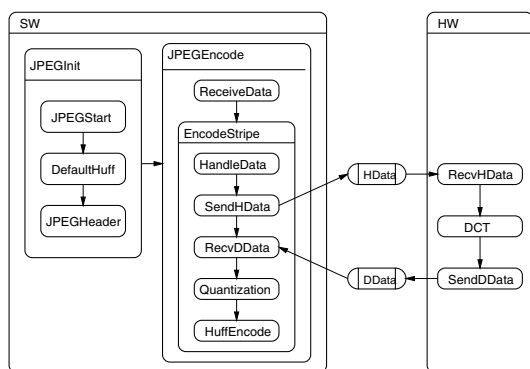 SW
JPEGInit
JPEGStart
DefaultHuff
JPEGHeader
JPEGEncode
ReceiveData
EncodeStripe
HandleData
SendHData
RecvDData
Quantization
HuffEncode
HData
DData
HW
RecvHData
DCT
SendDData